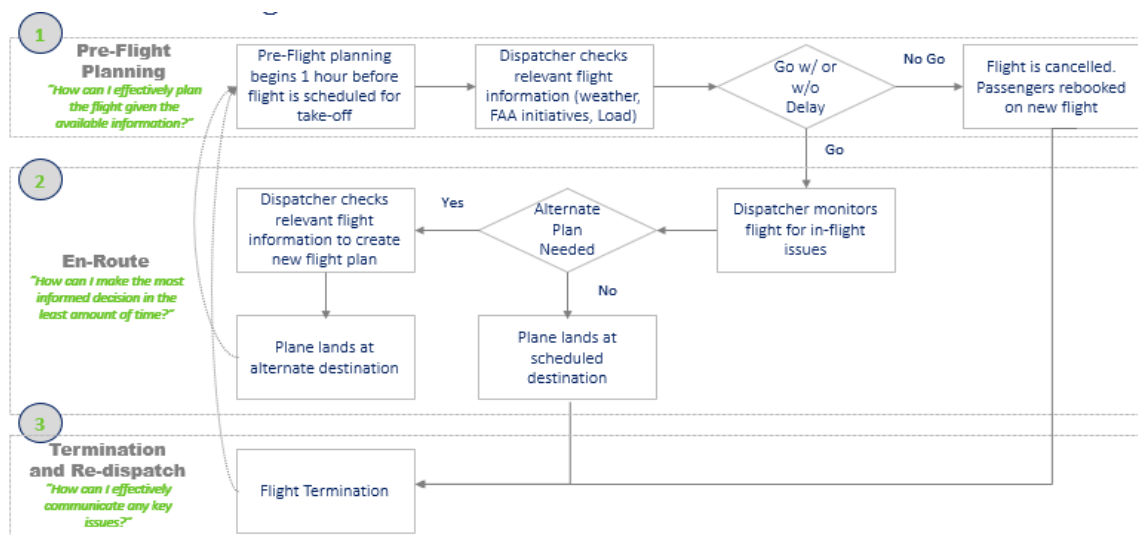 1
Pre-Flight
Planning
"How can I effectively plan
the flight given the
available information?"
Pre-Flight planning
begins 1 hour before
flight is scheduled for
take-off
Dispatcher checks
relevant flight
information (weather,
FAA initiatives, Load)
Go w/ or
w/o
Delay
No Go
Flight is cancelled.
Passengers rebooked
on new flight
Go
2
En-Route
"How can I make the most
informed decision in the
least amount of time?"
Dispatcher checks
relevant flight
information to create
new flight plan
Yes
Alternate
Plan
Needed
Dispatcher monitors
flight for in-flight
issues
No
Plane lands at
alternate destination
Plane lands at
scheduled
destination
3
Termination
and Re-dispatch
"How can I effectively
communicate any key
issues?"
Flight Termination